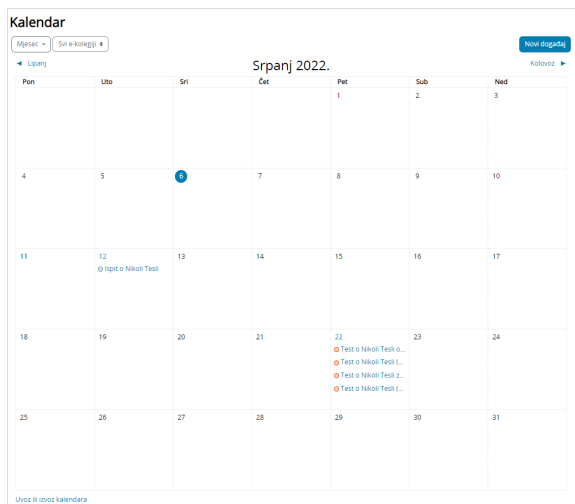 Kalendar
Mjesec Svi e-kolegiji Novi događaj
◄ Lipanj Srpanj 2022. Kolovoz ►
Pon Uto Sri Čet Pet Sub Ned
1 2 3
4 5 6 7 8 9 10
11 12 13 14 15 16 17
Ispit o Nikoli Tesli
18 19 20 21 22 23 24
Test o Nikoli Tesli o...
Test o Nikoli Tesli (...
Test o Nikoli Tesli z...
Test o Nikoli Tesli (...
25 26 27 28 29 30 31
Uvoz ili izvoz kalendara